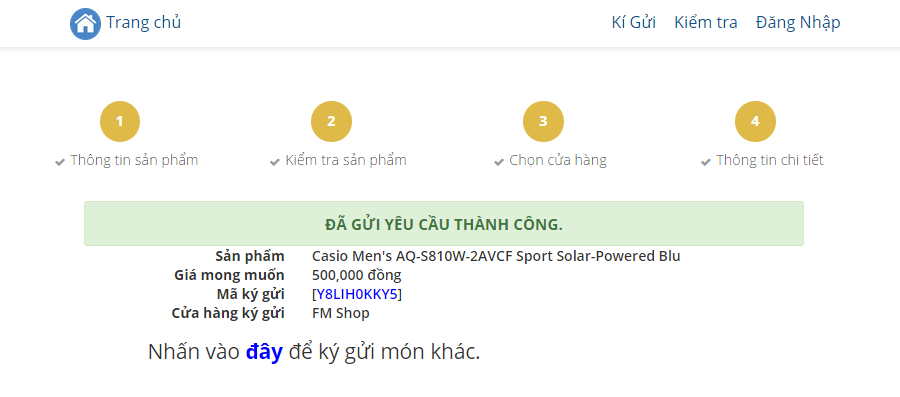 Trang chủ Kí Gửi Kiểm tra Đăng Nhập
1 2 3 4
Thông tin sản phẩm Kiểm tra sản phẩm Chọn cửa hàng Thông tin chi tiết
ĐÃ GỬI YÊU CẦU THÀNH CÔNG.
Sản phẩm Casio Men's AQ-S810W-2AVCF Sport Solar-Powered Blu
Giá mong muốn 500,000 đồng
Mã ký gửi [Y8LIH0KKY5]
Cửa hàng ký gửi FM Shop
Nhấn vào đây để ký gửi món khác.